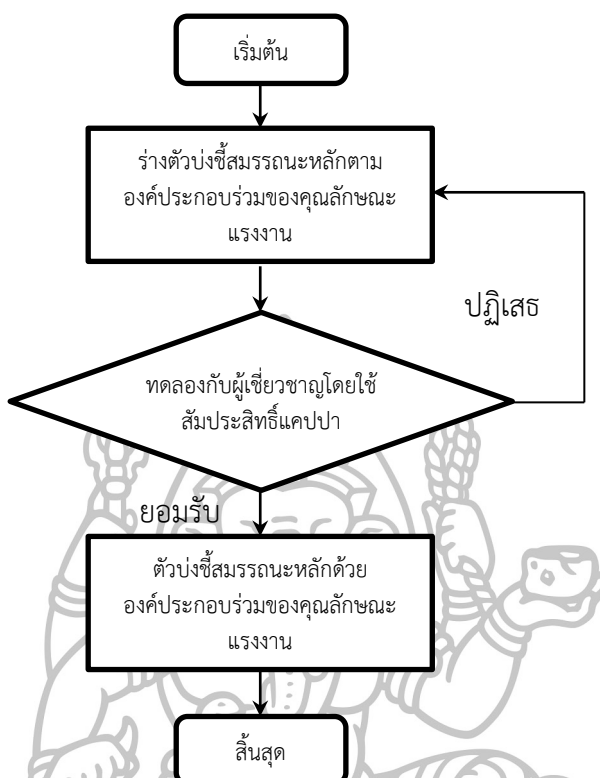 เริ่มต้น
ร่างตัวบ่งชี้สมรรถนะหลักตาม
องค์ประกอบร่วมของคุณลักษณะ
แรงงาน
ปฏิเสธ
ทดลองกับผู้เชี่ยวชาญโดยใช้
สัมประสิทธิ์แคปปา
ยอมรับ
ตัวบ่งชี้สมรรถนะหลักด้วย
องค์ประกอบร่วมของคุณลักษณะ
แรงงาน
สิ้นสุด